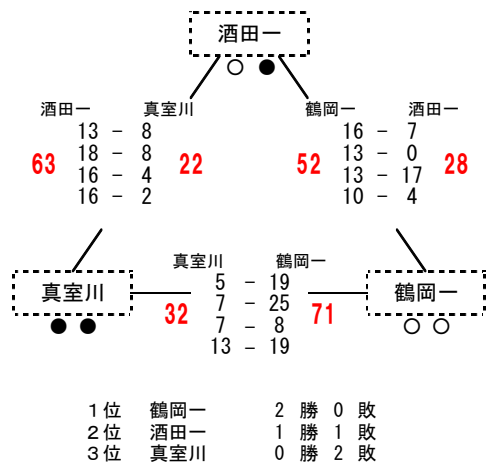 酒田一
○ ●
酒田一 真室川 鶴岡一 酒田一
13 － 8 16 － 7
18 － 8 13 － 0
63 22 52 28
16 － 4 13 － 17
16 － 2 10 － 4
真室川 鶴岡一
真室川 5 － 19 鶴岡一
7 － 25
32 71
● ● 7 － 8 ○ ○
13 － 19
1位 鶴岡一 2 勝 0 敗
2位 酒田一 1 勝 1 敗
3位 真室川 0 勝 2 敗